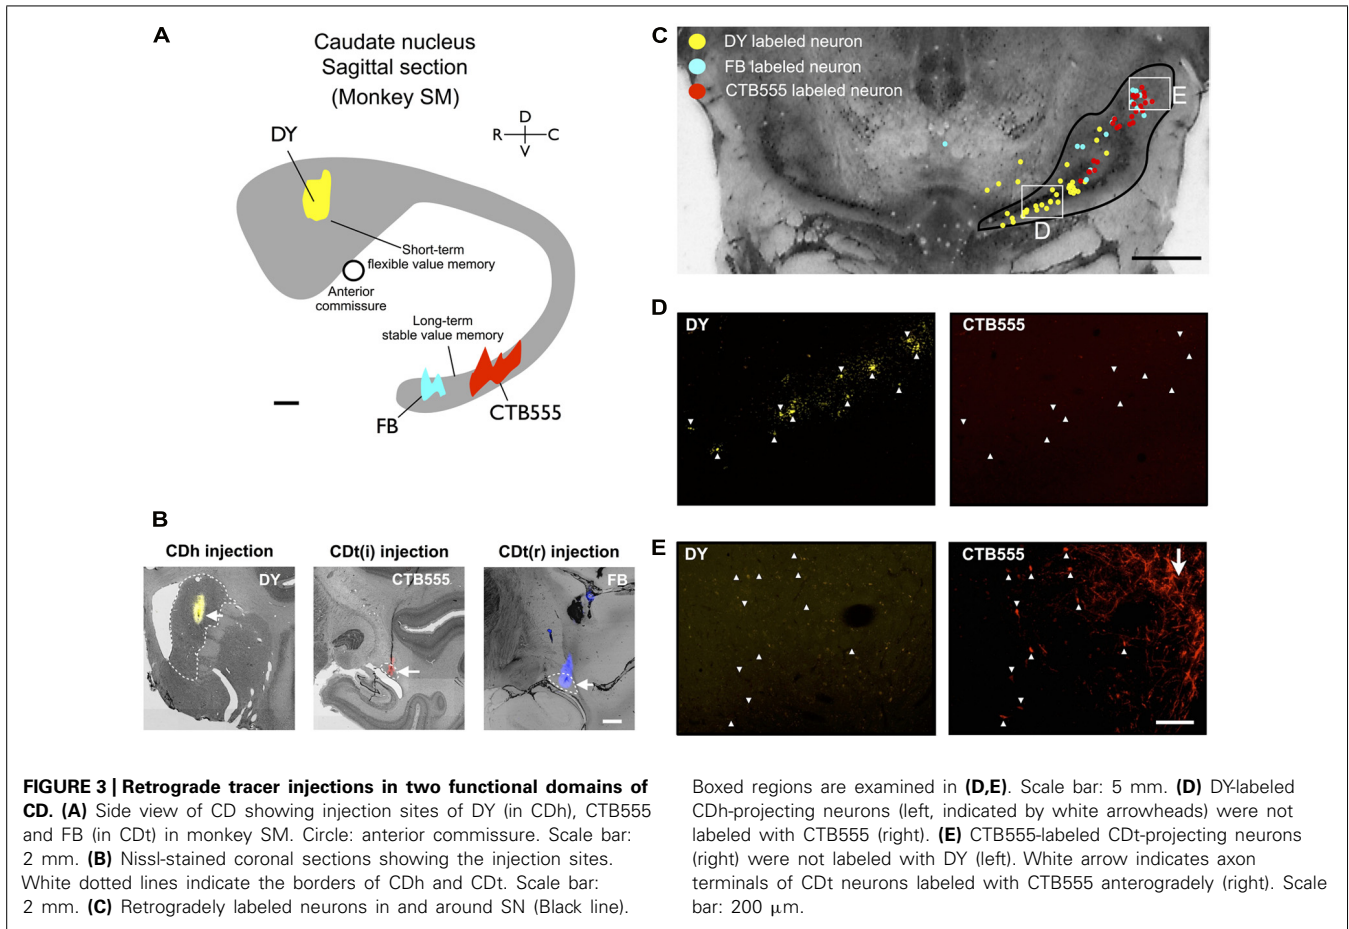 A
Caudate nucleus
Sagittal section
(Monkey SM)
DY
D
R
C
V
Short-term
flexible value memory
Anterior
commissure
Long-term
stable value memory
FB
CTB555
B
CDh injection
DY
CDt(i) injection
CTB555
CDt(r) injection
FB
C
DY labeled neuron
FB labeled neuron
CTB555 labeled neuron
E
D
D
DY
CTB555
E
DY
CTB555
FIGURE 3 | Retrograde tracer injections in two functional domains of
CD. (A) Side view of CD showing injection sites of DY (in CDh), CTB555
and FB (in CDt) in monkey SM. Circle: anterior commissure. Scale bar:
2 mm. (B) Nissl-stained coronal sections showing the injection sites.
White dotted lines indicate the borders of CDh and CDt. Scale bar:
2 mm. (C) Retrogradely labeled neurons in and around SN (Black line).
Boxed regions are examined in (D,E). Scale bar: 5 mm. (D) DY-labeled
CDh-projecting neurons (left, indicated by white arrowheads) were not
labeled with CTB555 (right). (E) CTB555-labeled CDt-projecting neurons
(right) were not labeled with DY (left). White arrow indicates axon
terminals of CDt neurons labeled with CTB555 anterogradely (right). Scale
bar: 200 μm.